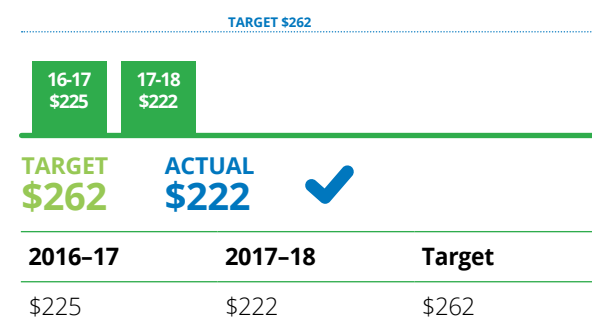 TARGET $262
16-17 17-18
$225 $222
TARGET ACTUAL
$262 $222
2016–17 2017–18 Target
$225 $222 $262